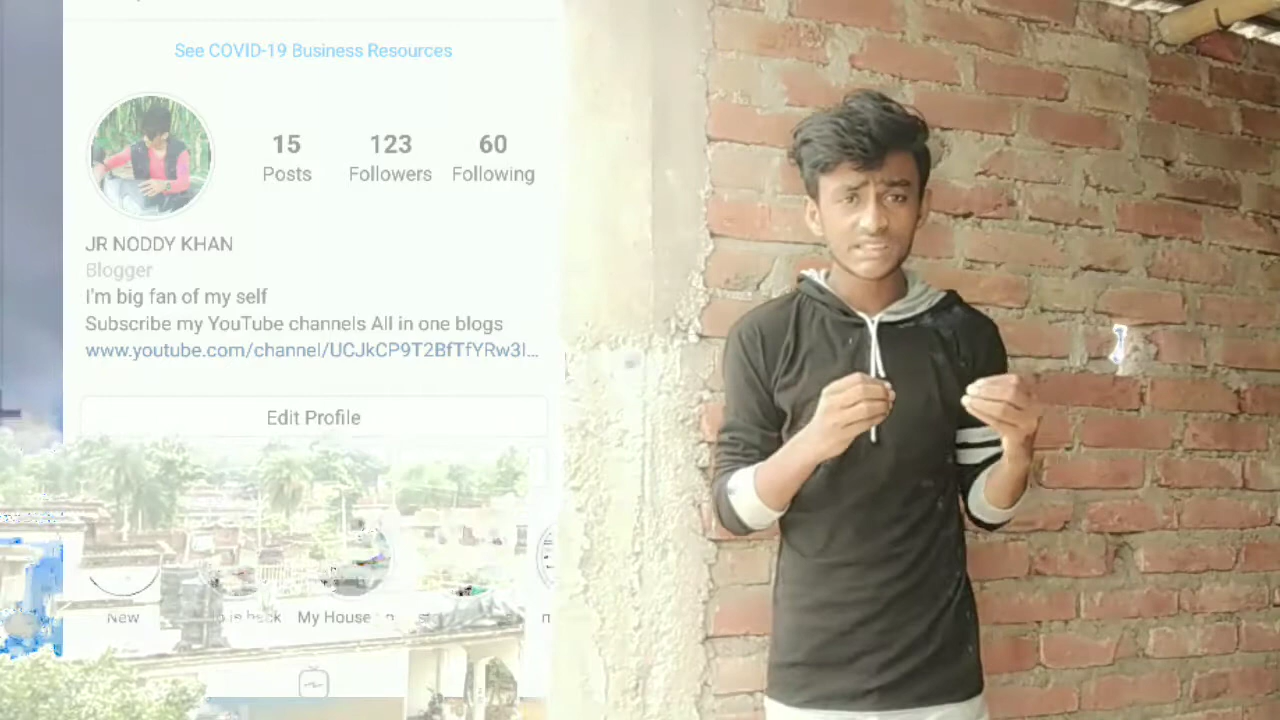 See COVID-19 Business Resources
15
123
60
Posts
Followers
Following
JR NODDY KHAN
Blogger
I'm big fan of my self
Subscribe my YouTube channels All in one blogs
www.youtube.com/channel/UCJkCP9T2BfTfYRw3I...
Edit Profile
New
My House